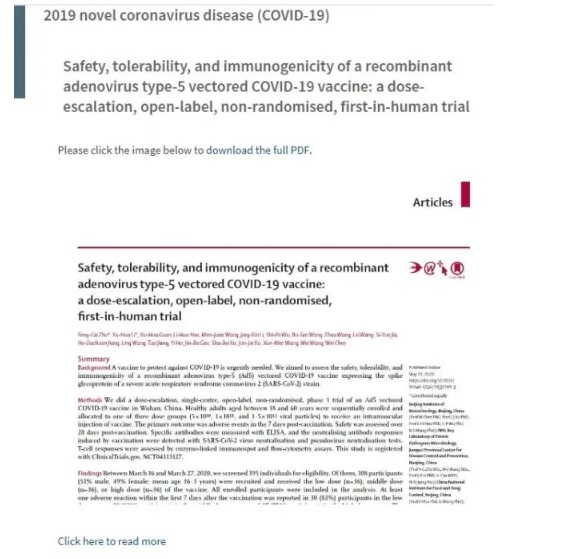 2019 novel coronavirus disease (COVID-19)
Safety, tolerability, and immunogenicity of a recombinant
adenovirus type-5 vectored COVID-19 vaccine: a dose-
escalation, open-label, non-randomised, first-in-human trial
Please click the image below to download the full PDF.
Articles
Safety, tolerability, and immunogenicity of a recombinant
adenovirus type-5 vectored COVID-19 vaccine:
a dose-escalation, open-label, non-randomised,
first-in-human trial
Summary
Background A vaccine to protect against COVID-19 is urgently needed. We aimed to assess the safety, tolerability, and
immunogenicity of a recombinant adenovirus type-5 (Ad5) vectored COVID-19 vaccine expressing the spike
glycoprotein of a severe acute respiratory syndrome coronavirus 2 (SARS-CoV-2) strain.
Methods We did a dose-escalation, single-centre, open-label, non-randomised, phase 1 trial of an Ad5 vectored
COVID-19 vaccine in Wuhan, China. Healthy adults aged between 18 and 60 years were sequentially enrolled and
allocated to one of three dose groups to receive an intramuscular
injection of vaccine. The primary outcome was adverse events in the 7 days post-vaccination. Safety was assessed over
28 days post-vaccination. Specific antibodies were measured with ELISA, and the neutralising antibody responses
induced by vaccination were detected with SARS-CoV-2 virus neutralisation and pseudovirus neutralisation tests.
T-cell responses were assessed by enzyme-linked immunospot and flow-cytometry assays. This study is registered
with ClinicalTrials.gov, NCT04313127.
Findings Between March 16 and March 27, 2020, we screened 195 individuals for eligibility. Of them, 108 participants
(51% male, 49% female; mean age 36·3 years) were recruited and received the low dose (n=36), middle dose
(n=36), or high dose (n=36) of the vaccine. All enrolled participants were included in the analysis. At least
one adverse reaction within the first 7 days after the vaccination was reported in 30 (83%) participants in the low
Click here to read more